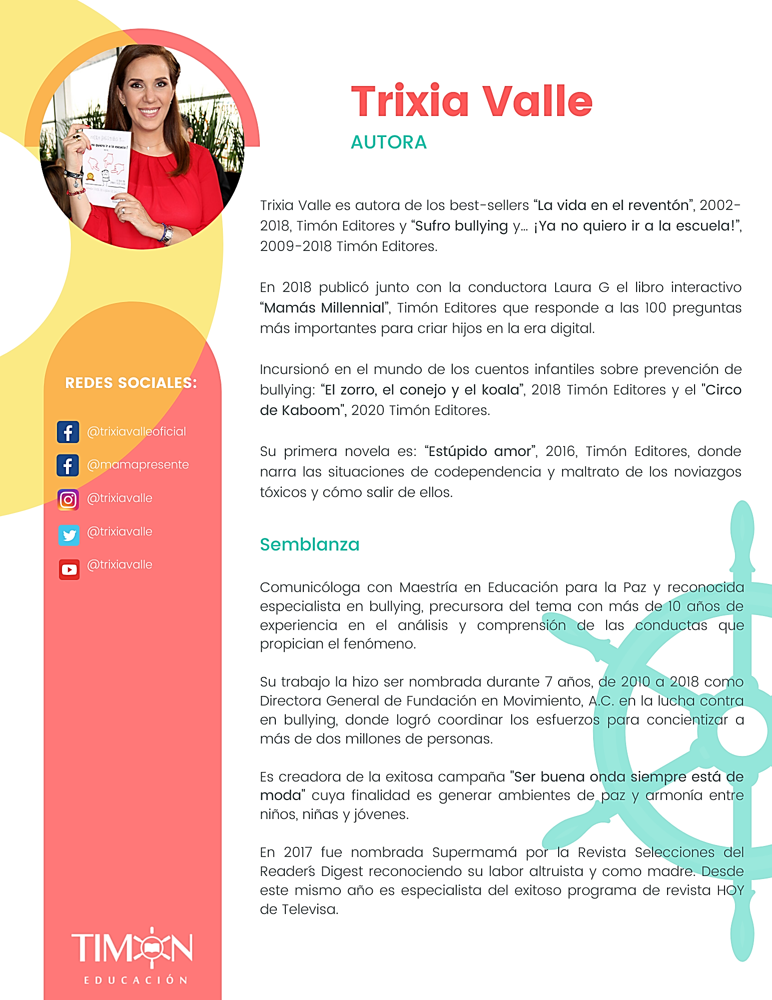 Trixia Valle
AUTORA
no quiero ir a la escuela!
Trixia Valle es autora de los best-sellers “La vida en el reventón”, 2002-
2018, Timón Editores y “Sufro bullying y... ¡Ya no quiero ir a la escuela!”,
2009-2018 Timón Editores.
En 2018 publicó junto con la conductora Laura G el libro interactivo
“Mamás Millennial”, Timón Editores que responde a las 100 preguntas
más importantes para criar hijos en la era digital.
Incursionó en el mundo de los cuentos infantiles sobre prevención de
bullying: “El zorro, el conejo y el koala”, 2018 Timón Editores y el "Circo
de Kaboom", 2020 Timón Editores.
Su primera novela es: “Estúpido amor”, 2016, Timón Editores, donde
narra las situaciones de codependencia y maltrato de los noviazgos
tóxicos y cómo salir de ellos.
REDES SOCIALES:
@trixiavalleoficial
@mamapresente
@trixiavalle
@trixiavalle
@trixiavalle
Semblanza
Comunicóloga con Maestría en Educación para la Paz y reconocida
especialista en bullying, precursora del tema con más de 10 años de
experiencia en el análisis y comprensión de las conductas que
propician el fenómeno.
Su trabajo la hizo ser nombrada durante 7 años, de 2010 a 2018 como
Directora General de Fundación en Movimiento, A.C. en la lucha contra
en bullying, donde logró coordinar los esfuerzos para concientizar a
más de dos millones de personas.
Es creadora de la exitosa campaña "Ser buena onda siempre está de
moda" cuya finalidad es generar ambientes de paz y armonía entre
niños, niñas y jóvenes.
En 2017 fue nombrada Supermamá por la Revista Selecciones del
Reader´s Digest reconociendo su labor altruista y como madre. Desde
este mismo año es especialista del exitoso programa de revista HOY
de Televisa.
TIMÓN
EDUCACIÓN